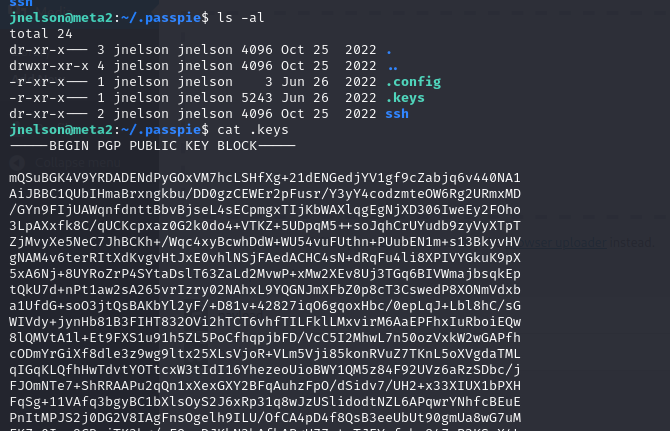 ssh
jnelson@meta2:~/.passpie$ ls -al
total 24
dr-xr-x--- 3 jnelson jnelson 4096 Oct 25  2022 .
drwxr-xr-x 4 jnelson jnelson 4096 Oct 25  2022 ..
-r-xr-x--- 1 jnelson jnelson    3 Jun 26  2022 .config
-r-xr-x--- 1 jnelson jnelson 5243 Jun 26  2022 .keys
dr-xr-x--- 2 jnelson jnelson 4096 Oct 25  2022 ssh
jnelson@meta2:~/.passpie$ cat .keys
-----BEGIN PGP PUBLIC KEY BLOCK-----
mQSuBGK4V9YRDADENdPyGOxVM7hcLSHfXg+21dENGedjYV1gf9cZabjq6v440NA1
AiJBBC1QUbIHmaBrxngkbu/DD0gzCEWEr2pFusr/Y3yY4codzmteOW6Rg2URmxMD
/GYn9FIjUAWqnfdnttBbvBjseL4sECpmgxTIjKbWAXlqgEgNjXD306IweEy2FOho
3LpAXxfk8C/qUCKcpxaz0G2k0do4+VTKZ+5UDpqM5++soJqhCrUYudb9zyVyXTpT
ZjMvyXe5NeC7JhBCKh+/Wqc4xyBcwhDdW+WU54vuFUthn+PUubEN1m+s13BkyvHV
gNAM4v6terRItXdKvgvHtJxE0vhlNSjFAedACHC4sN+dRqFu4li8XPIVYGkuK9pX
5xA6Nj+8UYRoZrP4SYtaDslT63ZaLd2MvwP+xMw2XEv8Uj3TGq6BIVWmajbsqkEp
tQkU7d+nPt1aw2sA265vrIzry02NAhxL9YQGNJmXFbZ0p8cT3CswedP8XONmVdxb
a1UfdG+soO3jtQsBAKbYl2yF/+D81v+42827iqO6gqoxHbc/0epLqJ+Lbl8hC/sG
WIVdy+jynHb81B3FIHT832OVi2hTCT6vhfTILFklLMxvirM6AaEPFhxIuRboiEQw
8lQMVtA1l+Et9FXS1u91h5ZL5PoCfhqpjbFD/VcC5I2MhwL7n50ozVxkW2wGAPfh
cODmYrGiXf8dle3z9wg9ltx25XLsVjoR+VLm5Vji85konRVuZ7TKnL5oXVgdaTML
qIGqKLQfhHwTdvtYOTtcxW3tIdI16YhezeoUioBWY1QM5z84F92UVz6aRzSDbc/j
FJOmNTe7+ShRRAAPu2qQn1xXexGXY2BFqAuhzFpO/dSidv7/UH2+x33XIUX1bPXH
FqSg+11VAfq3bgyBC1bXlsOyS2J6xRp31q8wJzUSlidodtNZL6APqwrYNhfcBEuE
PnItMPJS2j0DG2V8IAgFnsOgelh9ILU/OfCA4pD4f8QsB3eeUbUt90gmUa8wG7uM